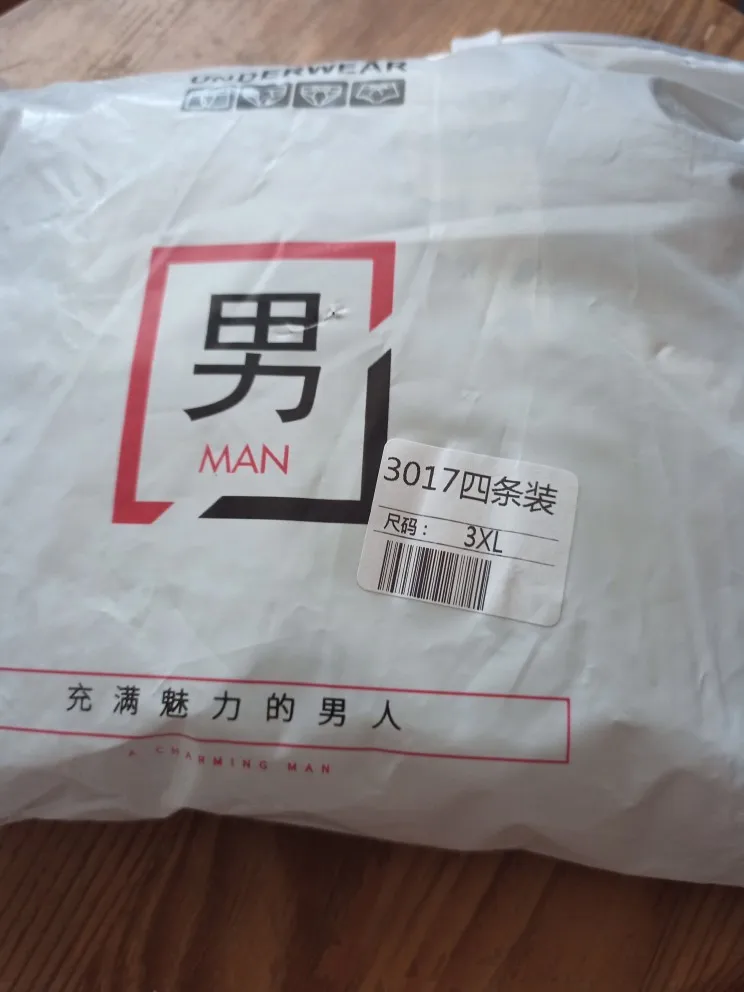 UNDERWEAR
男
MAN
3017四条装
尺码： 3XL
充满魅力的男人
A CHARMING MAN